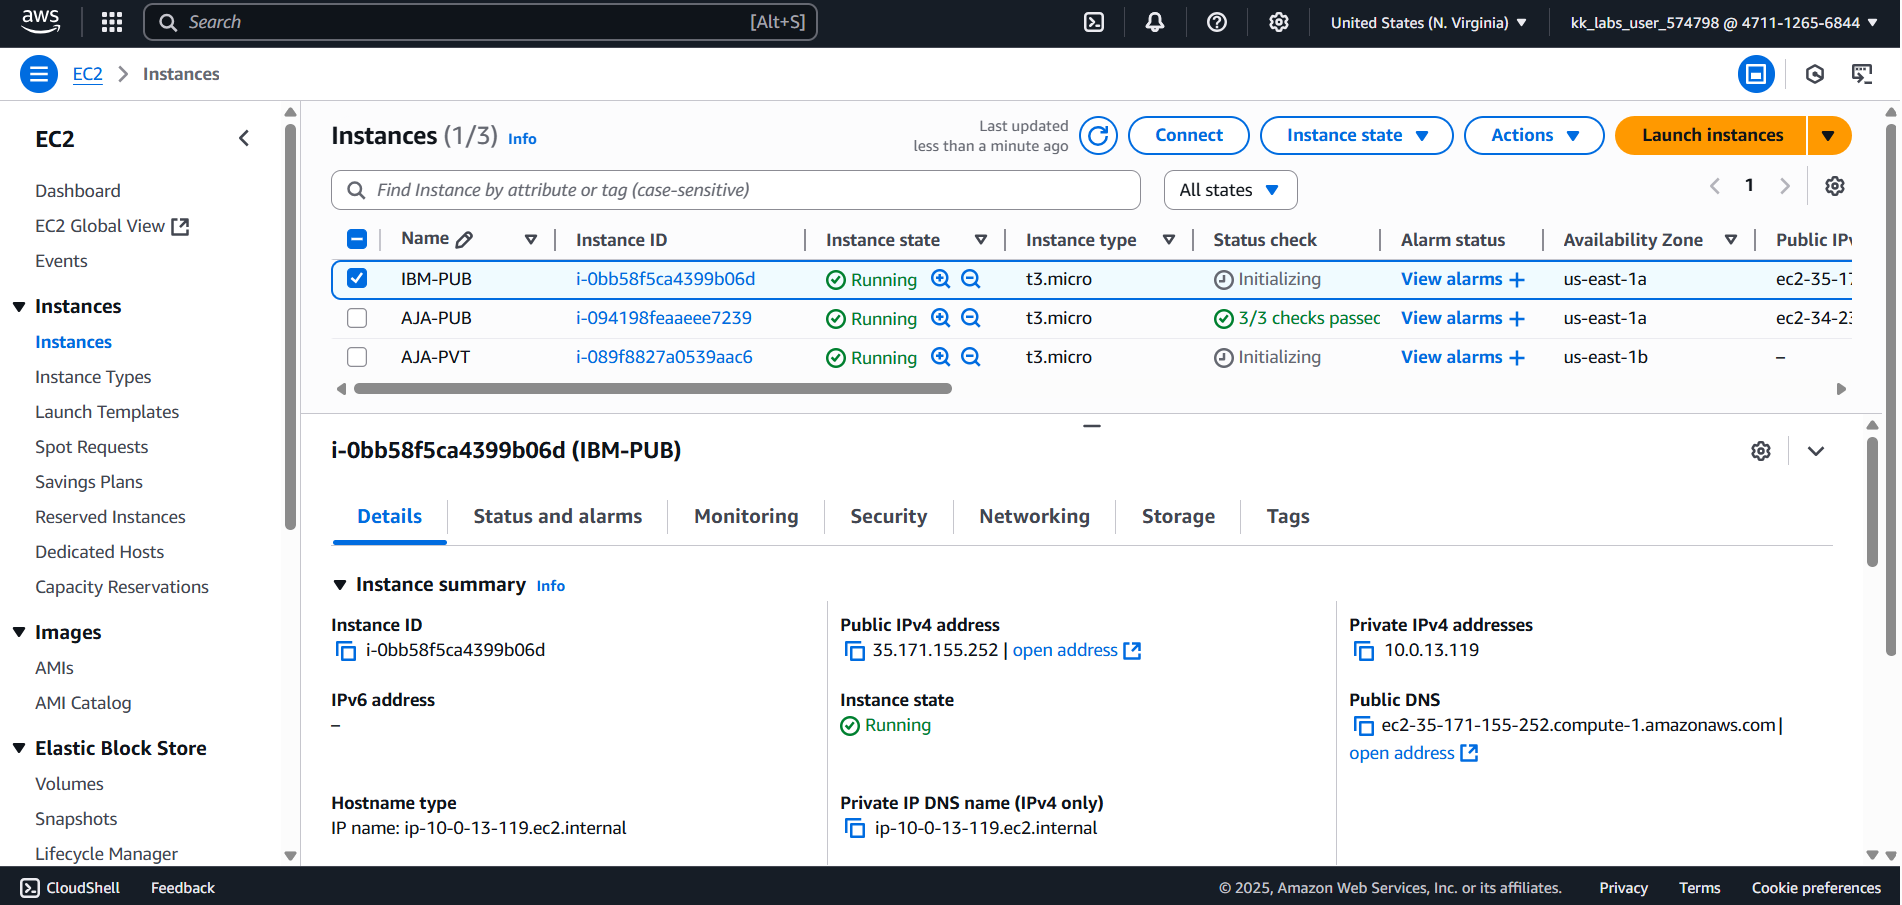 aws
Search [Alt+S]
United States (N. Virginia)
kk_labs_user_574798 @ 4711-1265-6844
EC2 Instances
EC2
Dashboard
EC2 Global View
Events
Instances
Instances
Instance Types
Launch Templates
Spot Requests
Savings Plans
Reserved Instances
Dedicated Hosts
Capacity Reservations
Images
AMIs
AMI Catalog
Elastic Block Store
Volumes
Snapshots
Lifecycle Manager
Instances (1/3) Info
Last updated
less than a minute ago
Connect
Instance state
Actions
Launch instances
Find Instance by attribute or tag (case-sensitive)
All states
1
Name Instance ID Instance state Instance type Status check Alarm status Availability Zone Public IPv
IBM-PUB i-0bb58f5ca4399b06d Running t3.micro Initializing View alarms + us-east-1a ec2-35-17
AJA-PUB i-094198feaaeee7239 Running t3.micro 3/3 checks passed View alarms + us-east-1a ec2-34-23
AJA-PVT i-089f8827a0539aac6 Running t3.micro Initializing View alarms + us-east-1b –
i-0bb58f5ca4399b06d (IBM-PUB)
Details
Status and alarms
Monitoring
Security
Networking
Storage
Tags
Instance summary Info
Instance ID
i-0bb58f5ca4399b06d
Public IPv4 address
35.171.155.252 | open address
Private IPv4 addresses
10.0.13.119
IPv6 address
–
Instance state
Running
Public DNS
ec2-35-171-155-252.compute-1.amazonaws.com |
open address
Hostname type
IP name: ip-10-0-13-119.ec2.internal
Private IP DNS name (IPv4 only)
ip-10-0-13-119.ec2.internal
CloudShell Feedback
© 2025, Amazon Web Services, Inc. or its affiliates. Privacy Terms Cookie preferences